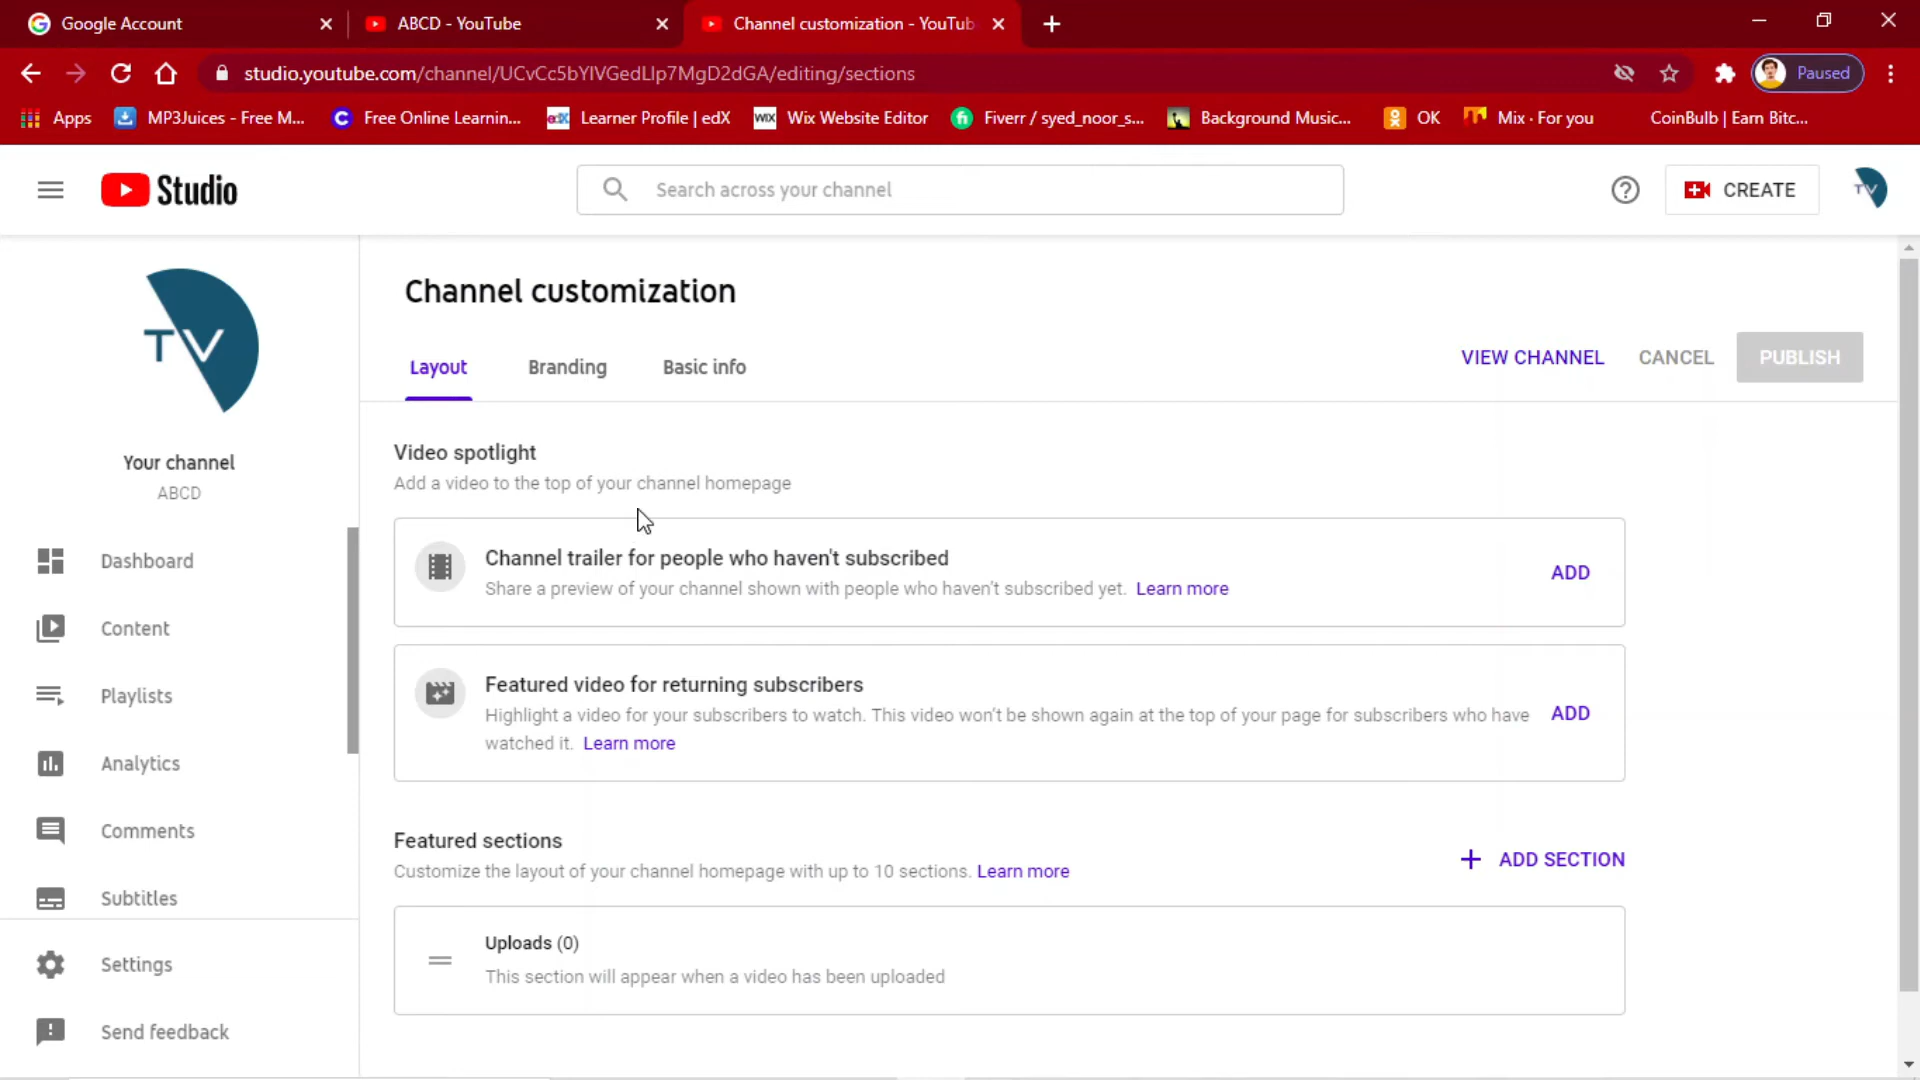 Google Account
ABCD - YouTube
Channel customization - YouTub
studio.youtube.com/channel/UCvCc5bYIVGedLIp7MgD2dGA/editing/sections
Paused
Apps
MP3Juices - Free M...
Free Online Learnin...
edX Learner Profile | edX
WIX Wix Website Editor
fi Fiverr / syed_noor_s...
Background Music...
OK
Mix · For you
CoinBulb | Earn Bitc...
Studio
Search across your channel
CREATE
TV
TV
Your channel
ABCD
Dashboard
Content
Playlists
Analytics
Comments
Subtitles
Settings
Send feedback
Channel customization
Layout
Branding
Basic info
VIEW CHANNEL
CANCEL
PUBLISH
Video spotlight
Add a video to the top of your channel homepage
Channel trailer for people who haven't subscribed
Share a preview of your channel shown with people who haven't subscribed yet. Learn more
ADD
Featured video for returning subscribers
Highlight a video for your subscribers to watch. This video won't be shown again at the top of your page for subscribers who have
watched it. Learn more
ADD
Featured sections
Customize the layout of your channel homepage with up to 10 sections. Learn more
ADD SECTION
Uploads (0)
This section will appear when a video has been uploaded